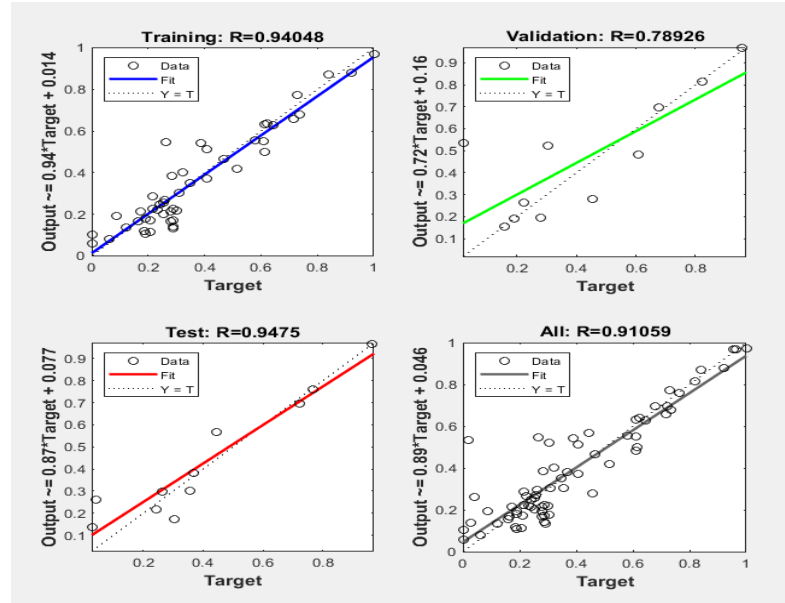 Training: R=0.94048
Output ~= 0.94*Target + 0.014
1
0.8
0.6
0.4
0.2
0
Data
Fit
Y = T
0 0.2 0.4 0.6 0.8 1
Target
Validation: R=0.78926
Output ~= 0.72*Target + 0.16
0.9
0.8
0.7
0.6
0.5
0.4
0.3
0.2
0.1
Data
Fit
Y = T
0.2 0.4 0.6 0.8
Target
Test: R=0.9475
Output ~= 0.87*Target + 0.077
0.9
0.8
0.7
0.6
0.5
0.4
0.3
0.2
0.1
Data
Fit
Y = T
0.2 0.4 0.6 0.8
Target
All: R=0.91059
Output ~= 0.89*Target + 0.046
1
0.8
0.6
0.4
0.2
0
Data
Fit
Y = T
0 0.2 0.4 0.6 0.8 1
Target